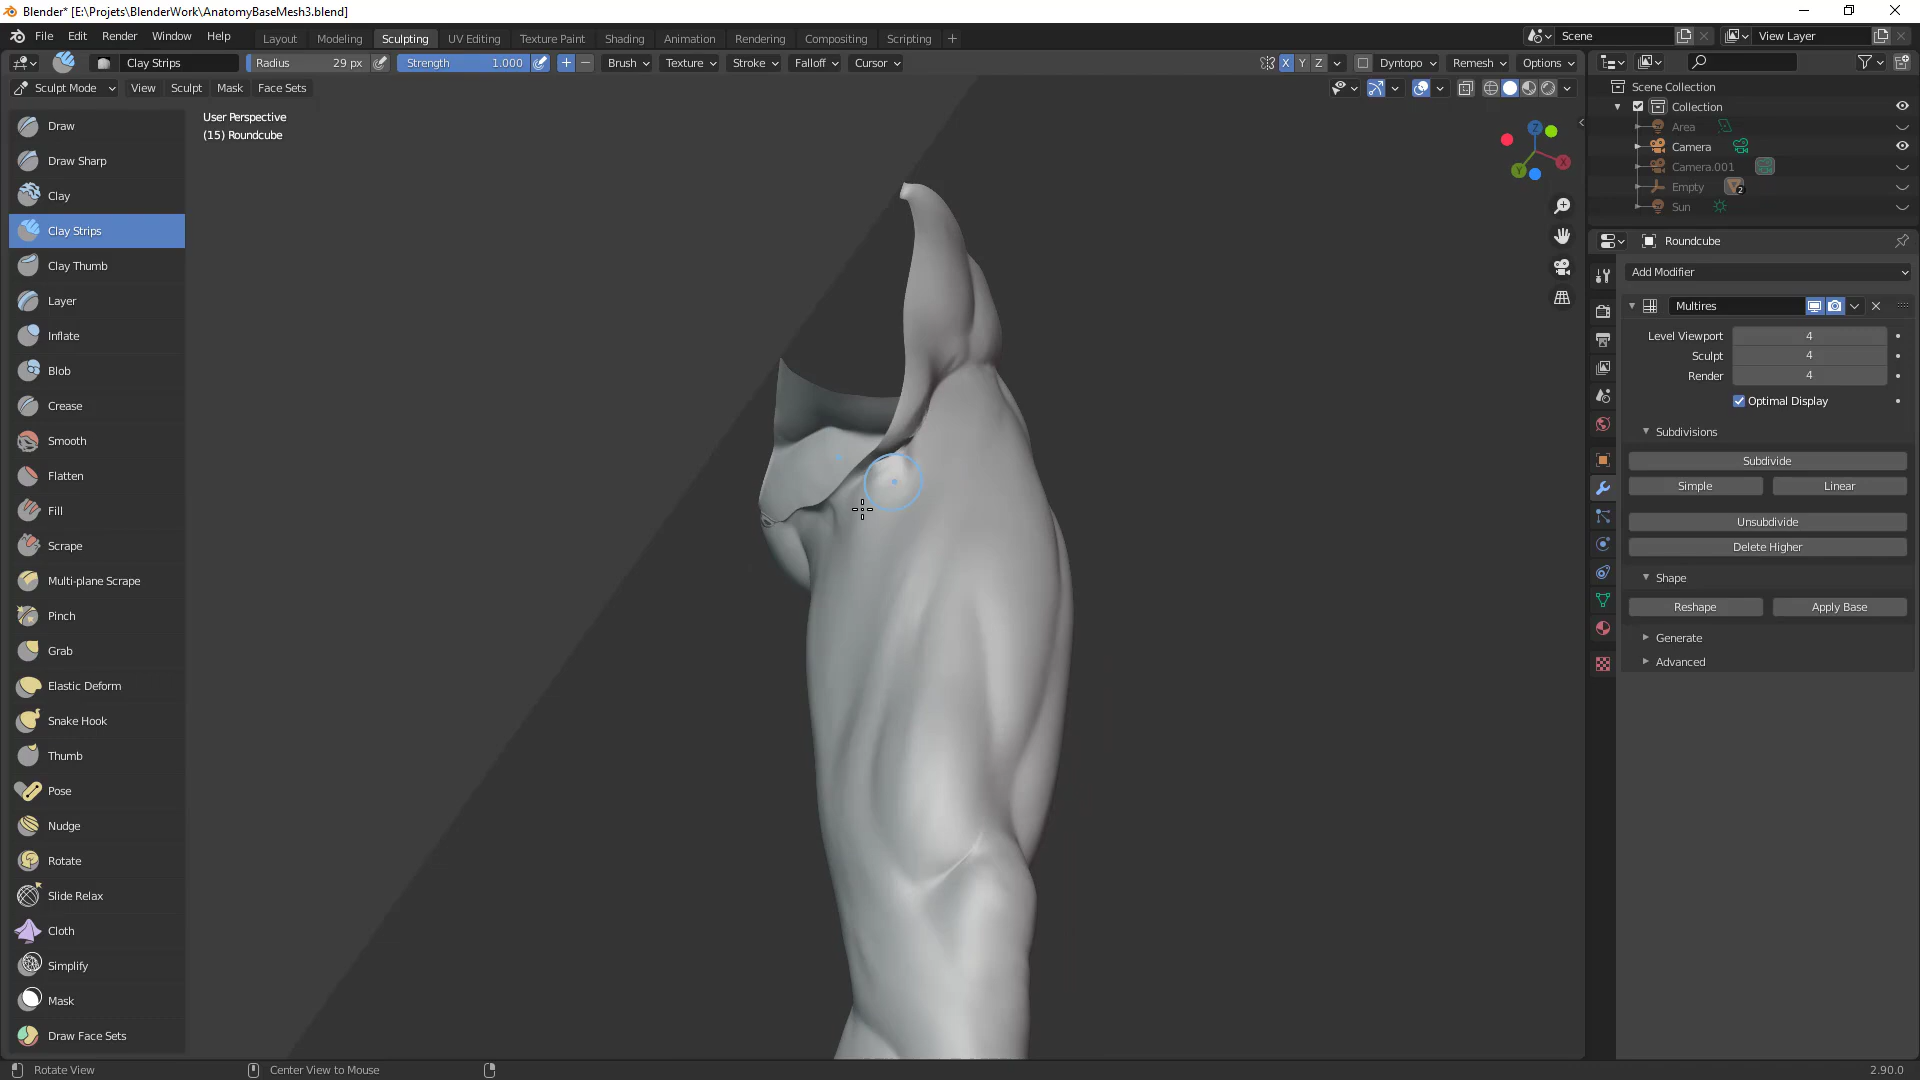 Blender* [E:\Projets\BlenderWork\AnatomyBaseMesh3.blend]
File Edit Render Window Help Layout Modeling Sculpting UV Editing Texture Paint Shading Animation Rendering Compositing Scripting + Scene View Layer
Clay Strips Radius 29 px Strength 1.000 Brush Texture Stroke Falloff Cursor X Y Z Dyntopo Remesh Options
Sculpt Mode View Sculpt Mask Face Sets
User Perspective
(15) Roundcube
Draw
Draw Sharp
Clay
Clay Strips
Clay Thumb
Layer
Inflate
Blob
Crease
Smooth
Flatten
Fill
Scrape
Multi-plane Scrape
Pinch
Grab
Elastic Deform
Snake Hook
Thumb
Pose
Nudge
Rotate
Slide Relax
Cloth
Simplify
Mask
Draw Face Sets
Z
X
Y
Scene Collection
Collection
Area
Camera
Camera.001
Empty 2
Sun
Roundcube
Add Modifier
Multires
Level Viewport 4
Sculpt 4
Render 4
Optimal Display
Subdivisions
Subdivide
Simple Linear
Unsubdivide
Delete Higher
Shape
Reshape Apply Base
Generate
Advanced
Rotate View Center View to Mouse 2.90.0